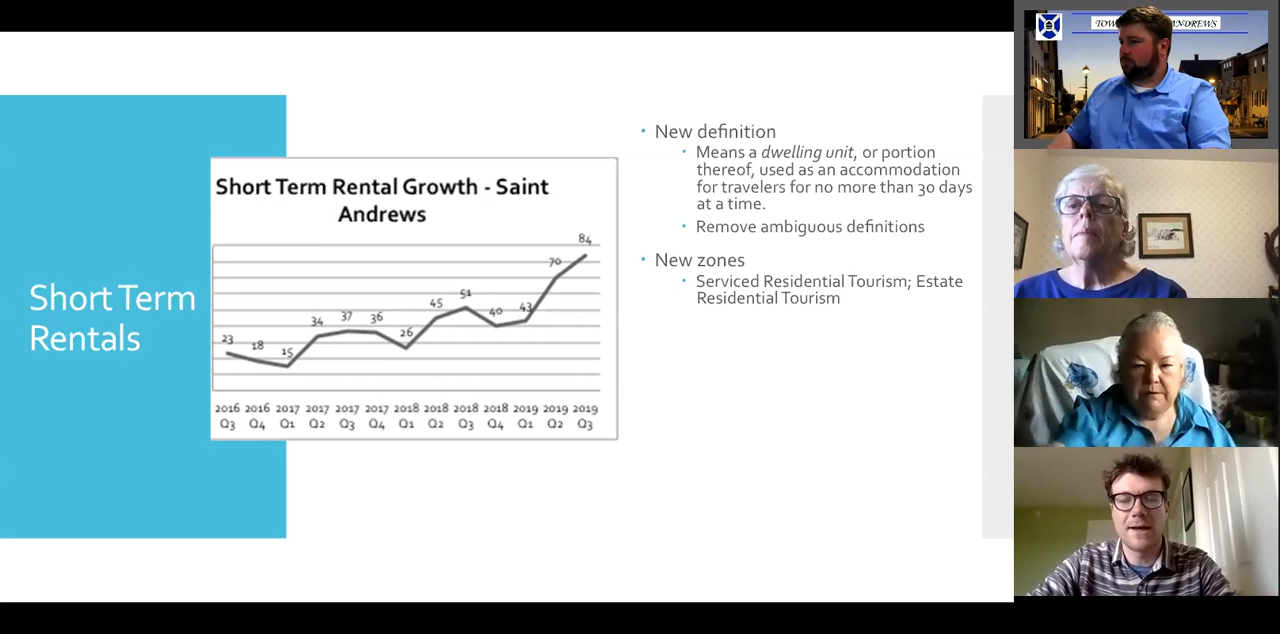 Short Term
Rentals
Short Term Rental Growth - Saint
Andrews
23
18
15
34
37
36
26
45
51
40
43
70
84
2016 2016 2017 2017 2017 2017 2018 2018 2018 2018 2019 2019 2019
Q3 Q4 Q1 Q2 Q3 Q4 Q1 Q2 Q3 Q4 Q1 Q2 Q3
• New definition
• Means a dwelling unit, or portion
thereof, used as an accommodation
for travelers for no more than 30 days
at a time.
• Remove ambiguous definitions
• New zones
• Serviced Residential Tourism; Estate
Residential Tourism